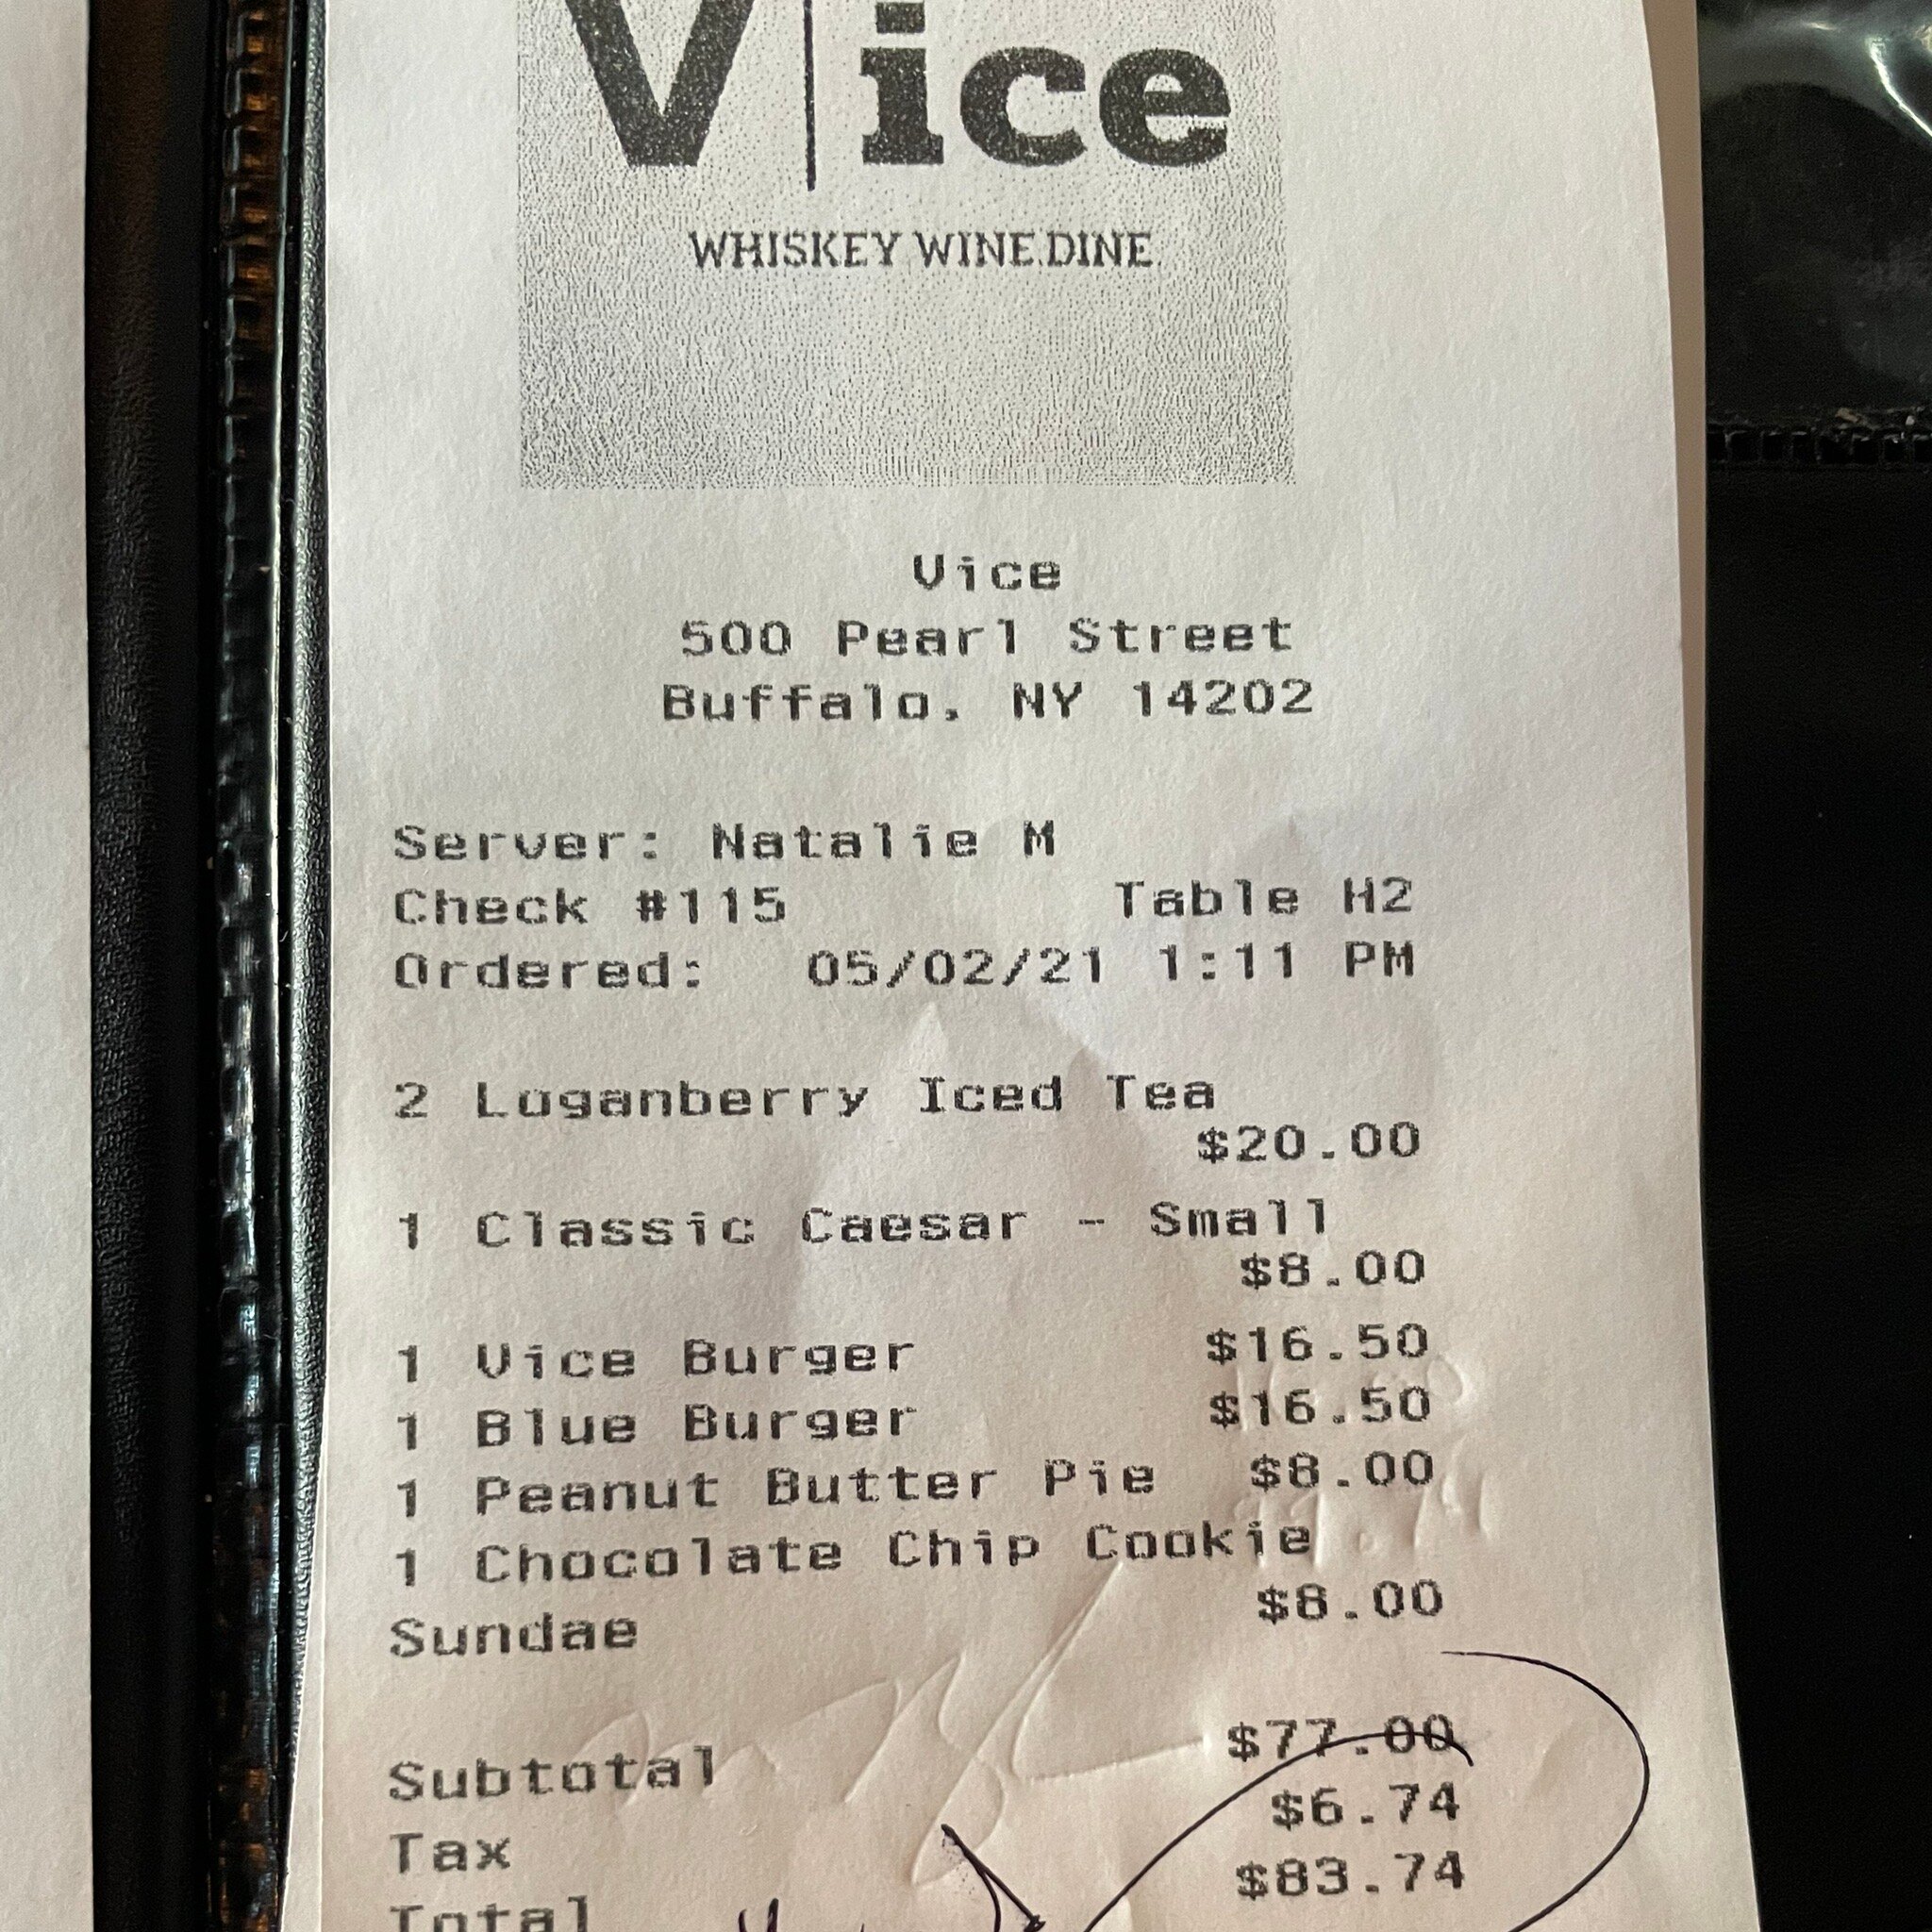 V|ice
WHISKEY.WINE.DINE.
Vice
500 Pearl Street
Buffalo, NY 14202
Server: Natalie M
Check #115 Table H2
Ordered: 05/02/21 1:11 PM
2 Loganberry Iced Tea
$20.00
1 Classic Caesar - Small
$8.00
1 Vice Burger $16.50
1 Blue Burger $16.50
1 Peanut Butter Pie $8.00
1 Chocolate Chip Cookie
Sundae $8.00
Subtotal $77.00
Tax $6.74
Total $83.74